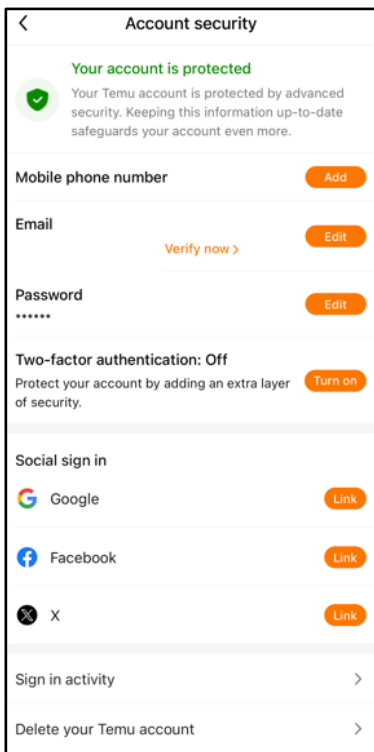 Account security
Your account is protected
Your Temu account is protected by advanced
security. Keeping this information up-to-date
safeguards your account even more.
Mobile phone number Add
Email
Edit
Verify now >
Password
Edit
******
Two-factor authentication: Off
Protect your account by adding an extra layer Turn on
of security.
Social sign in
Google Link
Facebook Link
X Link
Sign in activity
Delete your Temu account